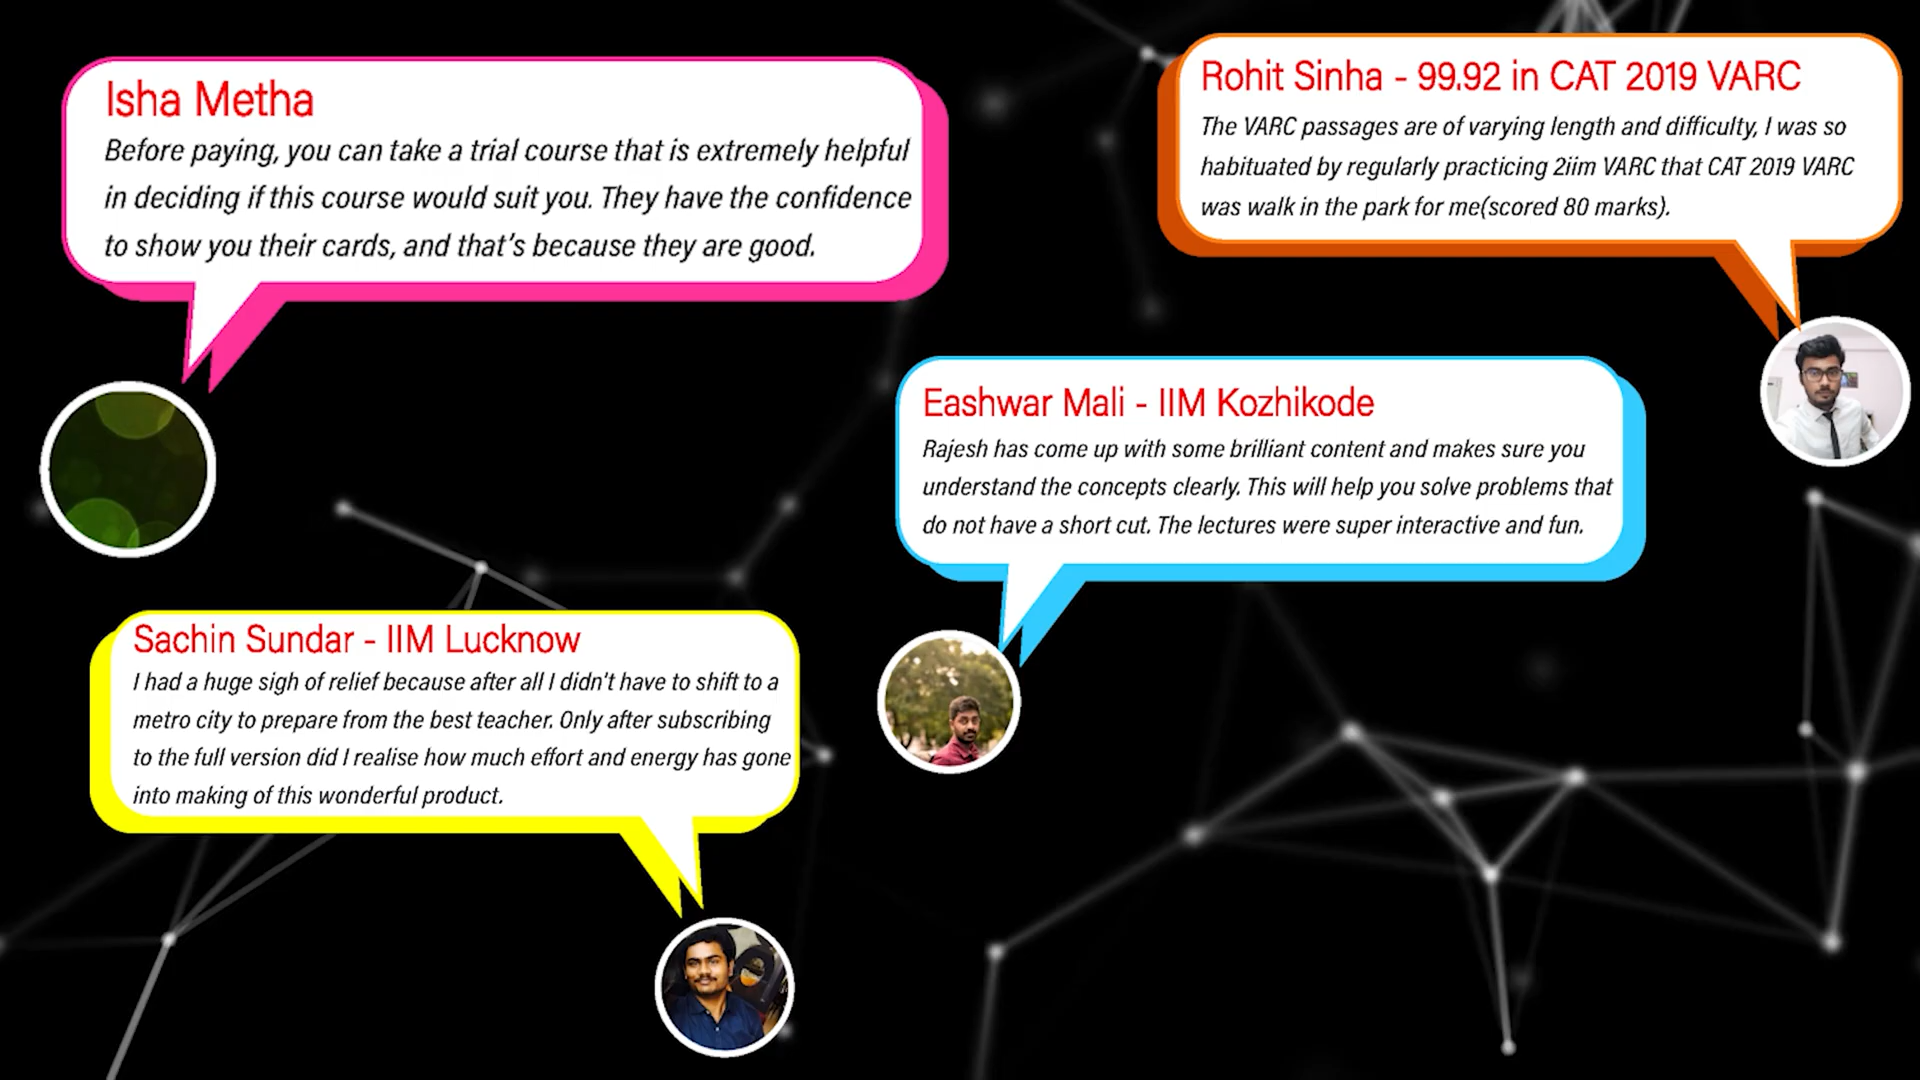 Isha Metha
Before paying, you can take a trial course that is extremely helpful
in deciding if this course would suit you. They have the confidence
to show you their cards, and that's because they are good.
Rohit Sinha - 99.92 in CAT 2019 VARC
The VARC passages are of varying length and difficulty, I was so
habituated by regularly practicing 2iim VARC that CAT 2019 VARC
was walk in the park for me(scored 80 marks).
Eashwar Mali - IIM Kozhikode
Rajesh has come up with some brilliant content and makes sure you
understand the concepts clearly. This will help you solve problems that
do not have a short cut. The lectures were super interactive and fun.
Sachin Sundar - IIM Lucknow
I had a huge sigh of relief because after all I didn't have to shift to a
metro city to prepare from the best teacher. Only after subscribing
to the full version did I realise how much effort and energy has gone
into making of this wonderful product.